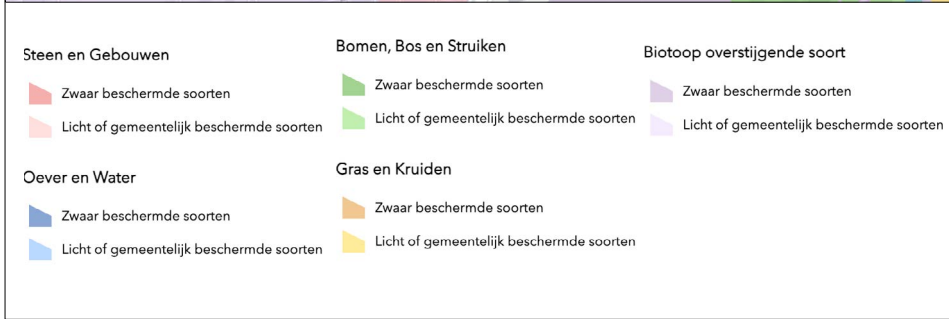 Steen en Gebouwen
Zwaar beschermde soorten
Licht of gemeentelijk beschermde soorten
Oever en Water
Zwaar beschermde soorten
Licht of gemeentelijk beschermde soorten
Bomen, Bos en Struiken
Zwaar beschermde soorten
Licht of gemeentelijk beschermde soorten
Gras en Kruiden
Zwaar beschermde soorten
Licht of gemeentelijk beschermde soorten
Biotoop overstijgende soort
Zwaar beschermde soorten
Licht of gemeentelijk beschermde soorten